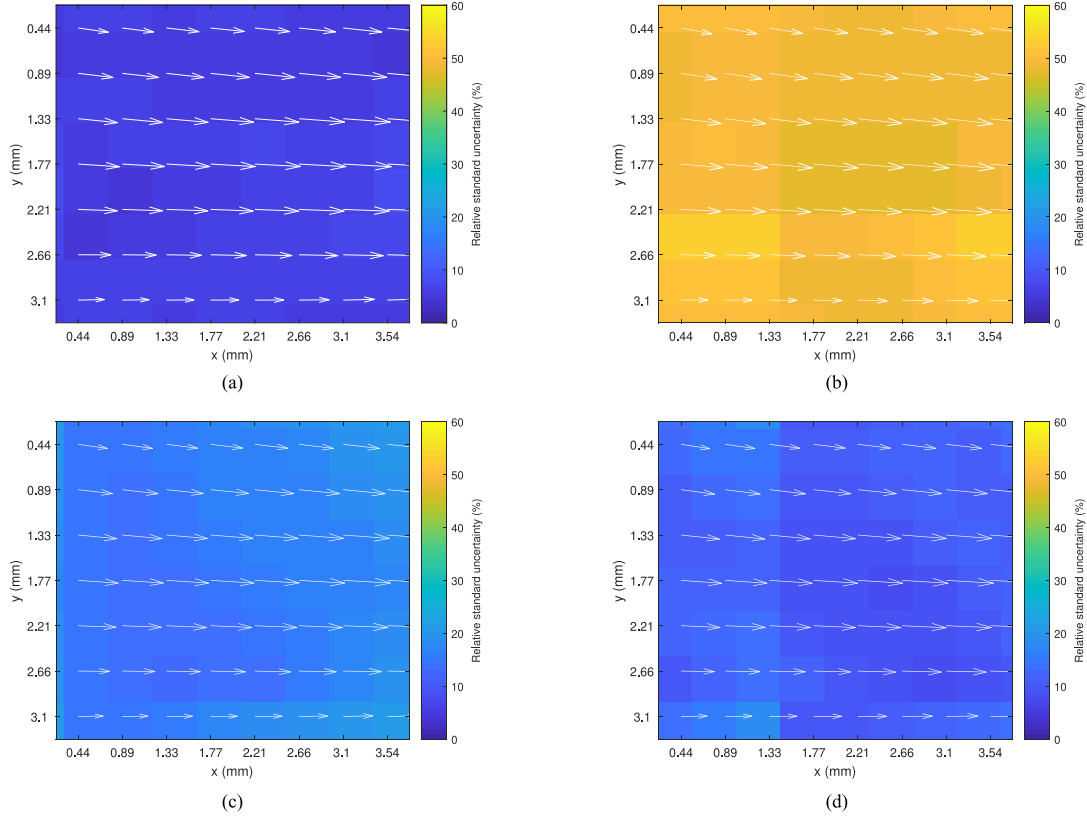 0.44
0.89
1.33
1.77
2.21
2.66
3.1
y (mm)
0.44 0.89 1.33 1.77 2.21 2.66 3.1 3.54
x (mm)
60
50
40
30
20
10
0
Relative standard uncertainty (%)
(a)
0.44
0.89
1.33
1.77
2.21
2.66
3.1
y (mm)
0.44 0.89 1.33 1.77 2.21 2.66 3.1 3.54
x (mm)
60
50
40
30
20
10
0
Relative standard uncertainty (%)
(b)
0.44
0.89
1.33
1.77
2.21
2.66
3.1
y (mm)
0.44 0.89 1.33 1.77 2.21 2.66 3.1 3.54
x (mm)
60
50
40
30
20
10
0
Relative standard uncertainty (%)
(c)
0.44
0.89
1.33
1.77
2.21
2.66
3.1
y (mm)
0.44 0.89 1.33 1.77 2.21 2.66 3.1 3.54
x (mm)
60
50
40
30
20
10
0
Relative standard uncertainty (%)
(d)